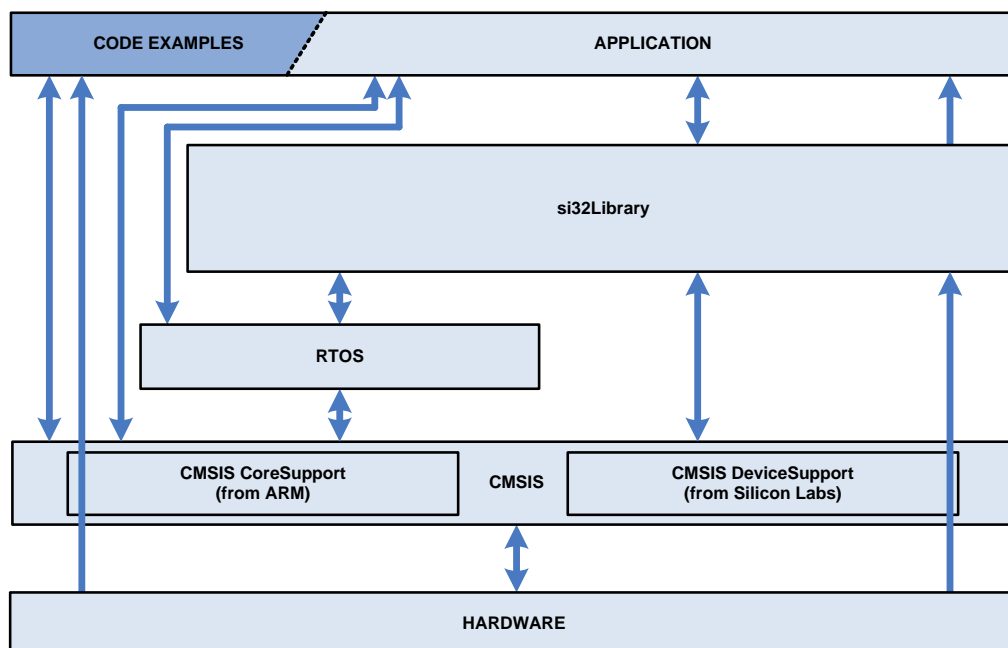 CODE EXAMPLES
APPLICATION
si32Library
RTOS
CMSIS CoreSupport
(from ARM)
CMSIS
CMSIS DeviceSupport
(from Silicon Labs)
HARDWARE